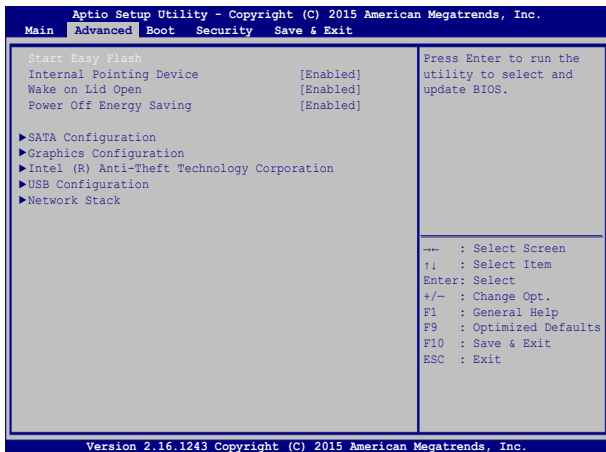 Aptio Setup Utility - Copyright (C) 2015 American Megatrends, Inc.
Main Advanced Boot Security Save & Exit
Start Easy Flash
Internal Pointing Device [Enabled]
Wake on Lid Open [Enabled]
Power Off Energy Saving [Enabled]
▶SATA Configuration
▶Graphics Configuration
▶Intel (R) Anti-Theft Technology Corporation
▶USB Configuration
▶Network Stack
Press Enter to run the
utility to select and
update BIOS.
→← : Select Screen
↑↓ : Select Item
Enter: Select
+/— : Change Opt.
F1 : General Help
F9 : Optimized Defaults
F10 : Save & Exit
ESC : Exit
Version 2.16.1243 Copyright (C) 2015 American Megatrends, Inc.